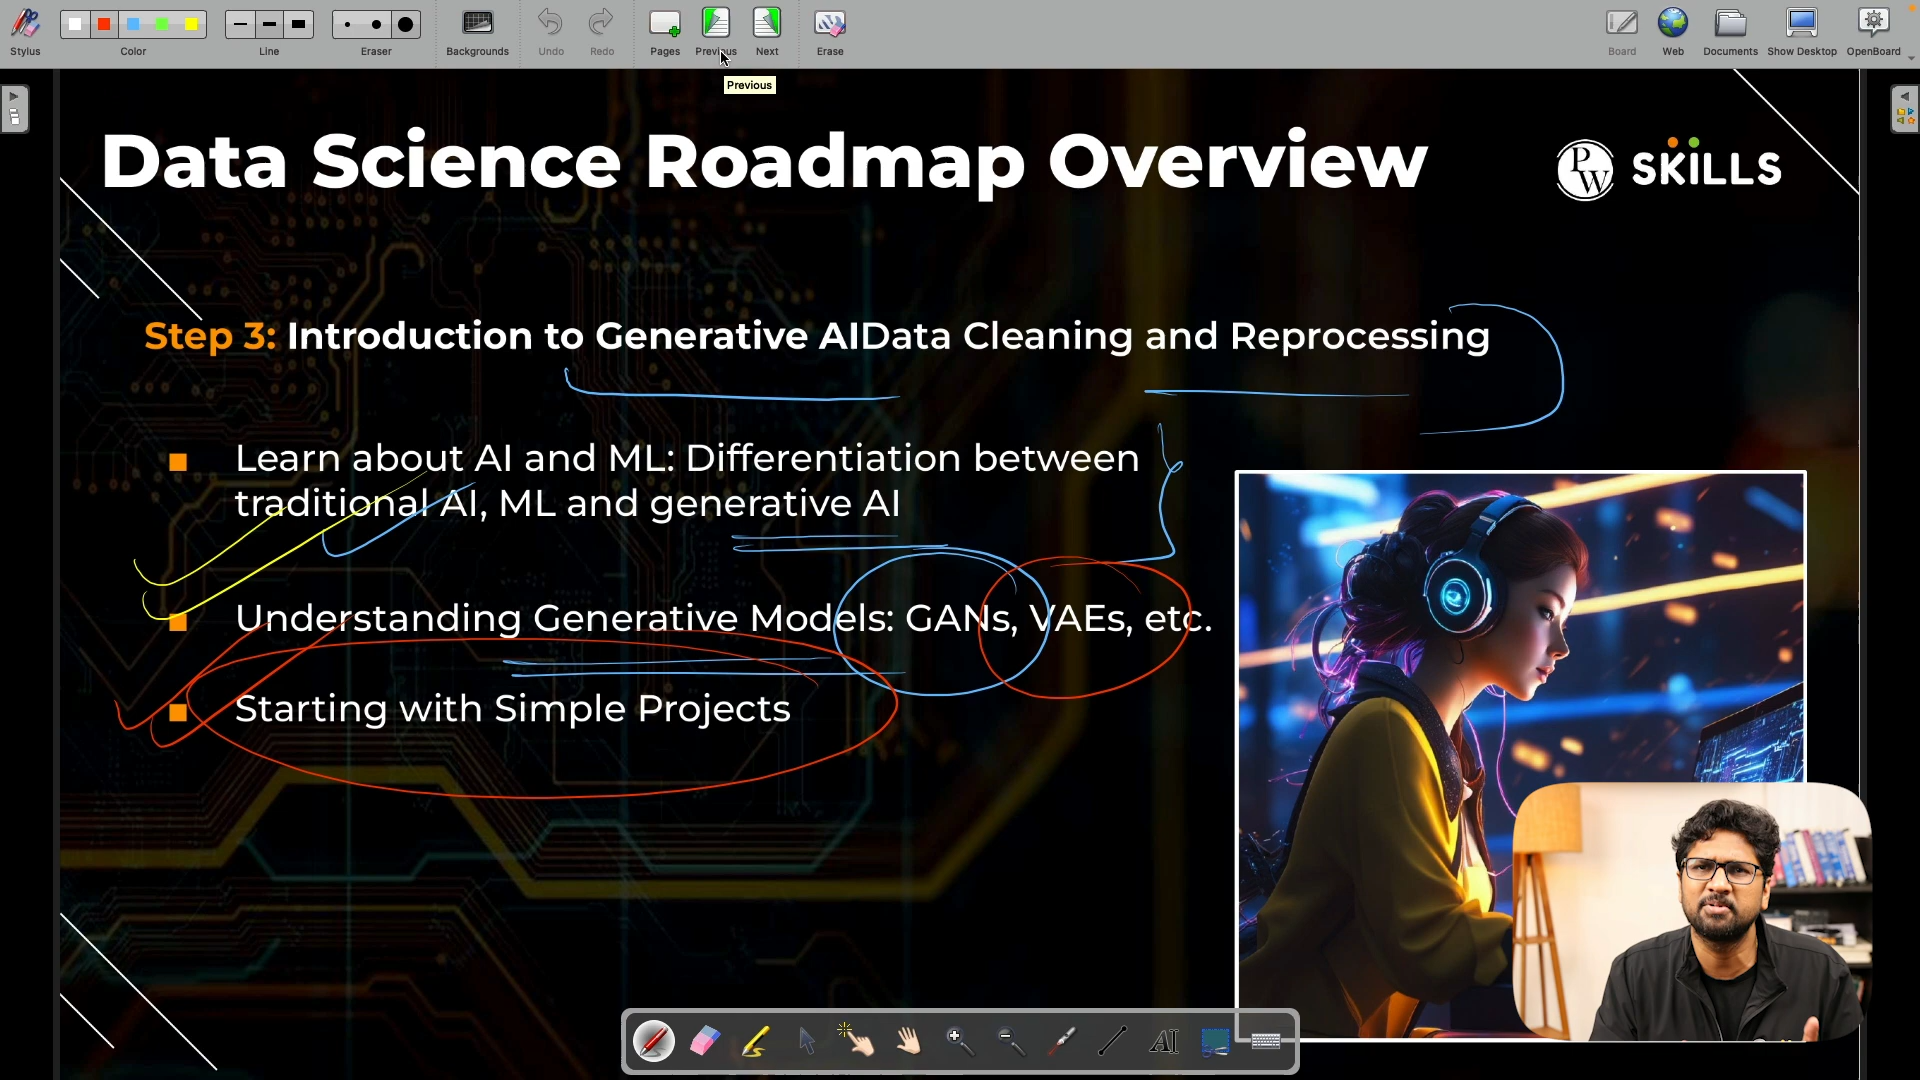 Stylus
Color
Line
Eraser
Backgrounds
Undo
Redo
Pages
Previous
Next
Erase
Board
Web
Documents
Show Desktop
OpenBoard
Previous
Data Science Roadmap Overview
PW SKILLS
Step 3: Introduction to Generative AIData Cleaning and Reprocessing
Learn about AI and ML: Differentiation between
traditional AI, ML and generative AI
Understanding Generative Models: GANs, VAEs, etc.
Starting with Simple Projects
AI